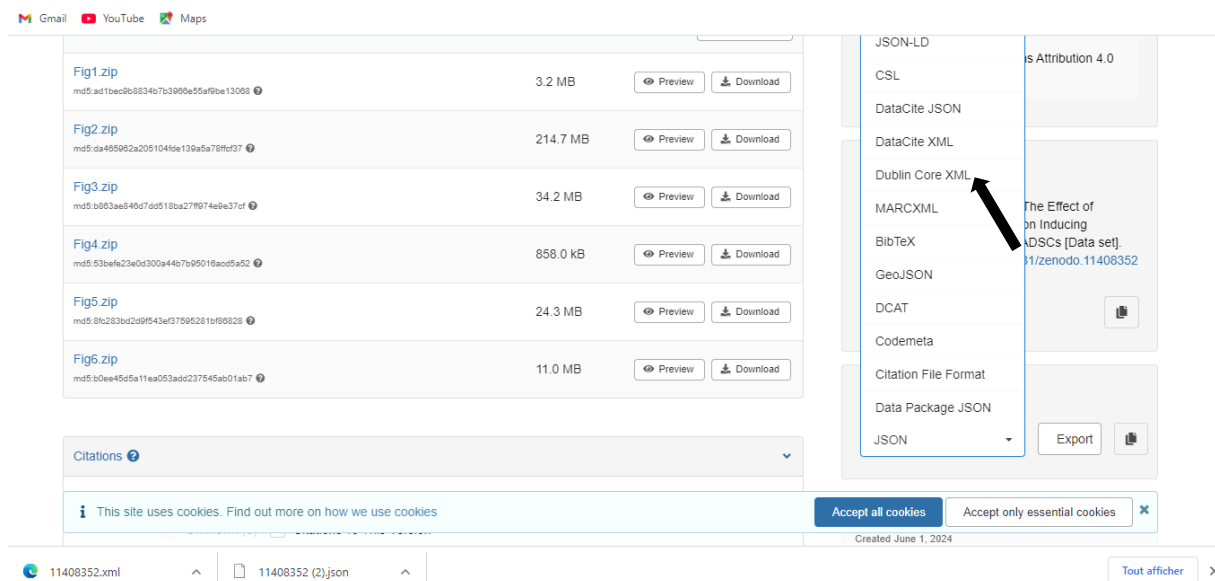 Gmail YouTube Maps
Fig1.zip
md5:ad1bec9b8834b7b3966e55af9be13068
3.2 MB Preview Download
Fig2.zip
md5:da465962a205104fde139a5a78ffcf37
214.7 MB Preview Download
Fig3.zip
md5:b863ae846d7dd518ba27ff974e9e37cf
34.2 MB Preview Download
Fig4.zip
md5:53befe23e0d300a44b7b95016acd5a52
858.0 kB Preview Download
Fig5.zip
md5:8fc283bd2d9f543ef37595281bf86828
24.3 MB Preview Download
Fig6.zip
md5:b0ee45d5a11ea053add237545ab01ab7
11.0 MB Preview Download
Citations
JSON-LD
CSL
DataCite JSON
DataCite XML
Dublin Core XML
MARCXML
BibTeX
GeoJSON
DCAT
Codemeta
Citation File Format
Data Package JSON
JSON
Export
Attribution 4.0
The Effect of
Inducing
ADSCs [Data set].
/zenodo.11408352
This site uses cookies. Find out more on how we use cookies
Accept all cookies Accept only essential cookies
Created June 1, 2024
11408352.xml 11408352 (2).json Tout afficher